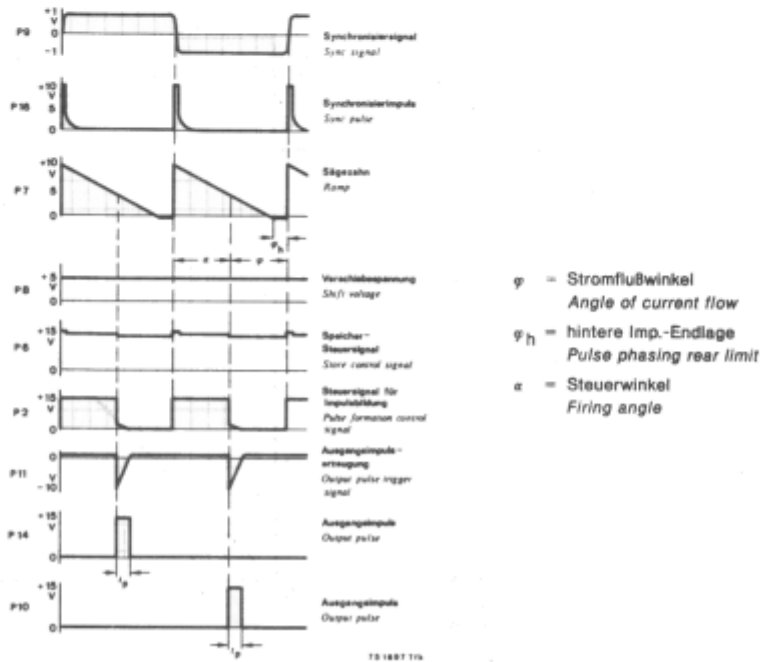 P9
+1
V
0
-1
Synchronisiersignal
Sync signal
P16
+10
V
5
0
Synchronisierimpuls
Sync pulse
P7
+10
V
5
0
Sägezahn
Ramp
φh
α φ
P8
+5
V
0
Verschiebespannung
Shift voltage
P6
+15
V
0
Speicher-
Steuersignal
Store control signal
P2
+15
V
0
Steuersignal für
Impulsbildung
Pulse formation control
signal
P11
0
V
-10
Ausgangsimpuls-
erzeugung
Output pulse trigger
signal
P14
+15
V
0
tp
Ausgangsimpuls
Output pulse
P10
+15
V
0
tp
Ausgangsimpuls
Output pulse
φ = Stromflußwinkel
Angle of current flow
φh = hintere Imp.-Endlage
Pulse phasing rear limit
α = Steuerwinkel
Firing angle